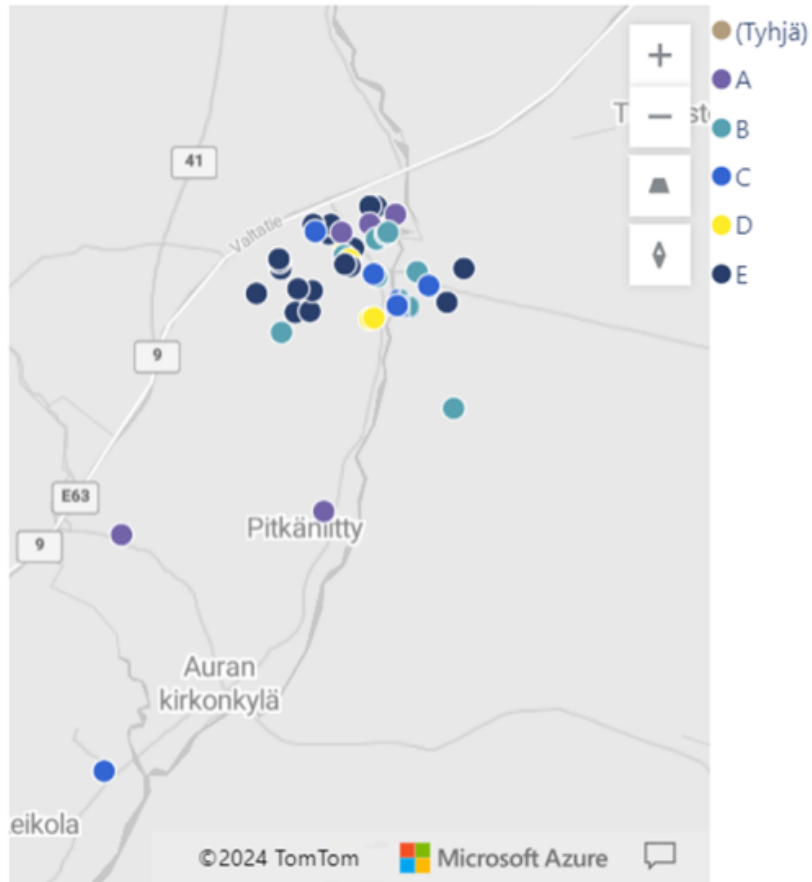 (Tyhjä)
A
B
C
D
E
41
Valtatie
9
E63
9
Pitkäniitty
Auran
kirkonkylä
eikola
©2024 TomTom
Microsoft Azure